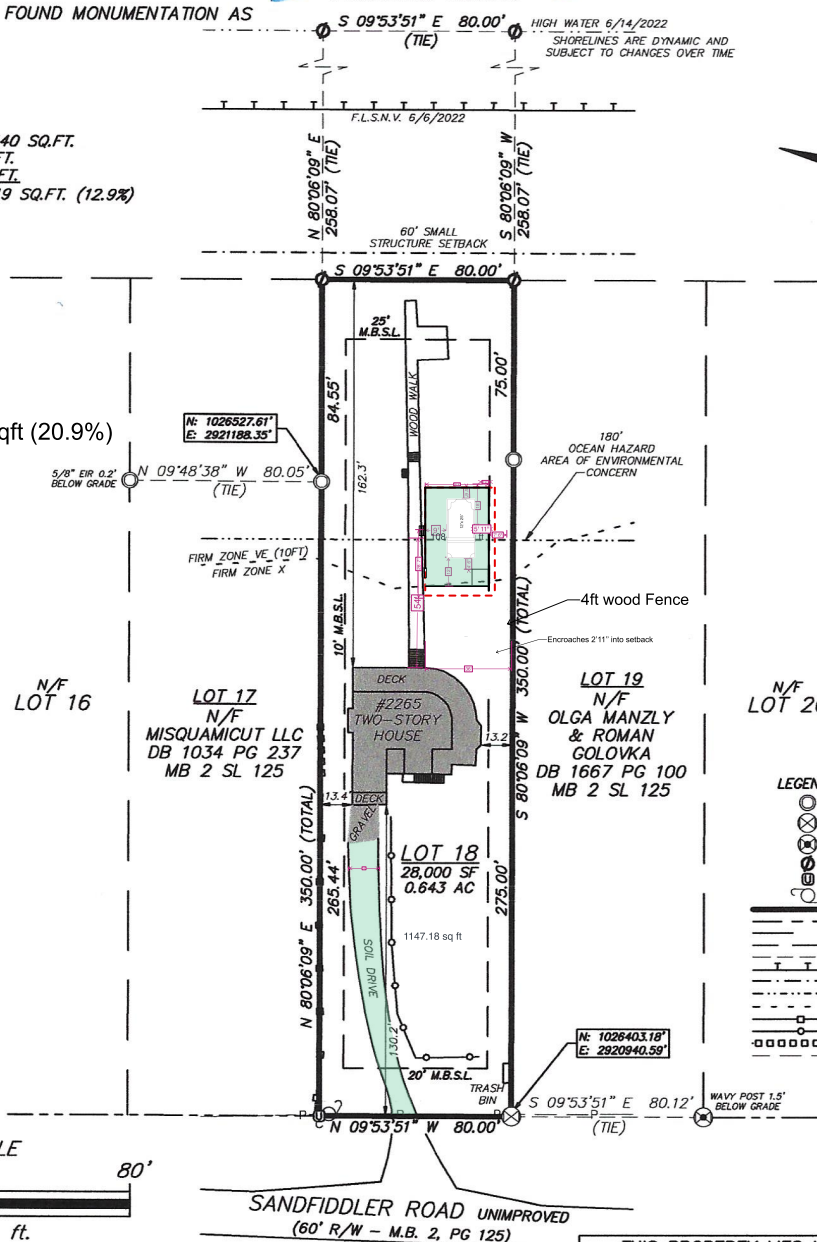 FOUND MONUMENTATION AS
S 09°53'51" E 80.00'
(TIE)
HIGH WATER 6/14/2022
SHORELINES ARE DYNAMIC AND
SUBJECT TO CHANGES OVER TIME
F.L.S.N.V. 6/6/2022
40 SQ.FT.
FT.
FT.
9 SQ.FT. (12.9%)
N 80°06'09" E
258.07' (TIE)
S 80°06'09" W
258.07' (TIE)
60' SMALL
STRUCTURE SETBACK
S 09°53'51" E 80.00'
25'
M.B.S.L.
84.55'
75.00'
WOOD WALK
162.3'
N: 1026527.61'
E: 2921188.35'
qft (20.9%)
5/8" EIR 0.2'
BELOW GRADE
N 09°48'38" W 80.05'
(TIE)
180'
OCEAN HAZARD
AREA OF ENVIRONMENTAL
CONCERN
108
5' 11"
FIRM ZONE VE (10FT)
FIRM ZONE X
54ft
4ft wood Fence
Encroaches 2'11" into setback
10' M.B.S.L.
S 80°06'09" W 350.00' (TOTAL)
N/F
LOT 16
LOT 17
N/F
MISQUAMICUT LLC
DB 1034 PG 237
MB 2 SL 125
DECK
#2265
TWO-STORY
HOUSE
13.2'
LOT 19
N/F
OLGA MANZLY
& ROMAN
GOLOVKA
DB 1667 PG 100
MB 2 SL 125
N/F
LOT 20
LEGEN
13.4'
DECK
GRAVEL
LOT 18
28,000 SF
0.643 AC
N 80°06'09" E 350.00' (TOTAL)
265.44'
275.00'
1147.18 sq ft
SOIL DRIVE
130.2'
N: 1026403.18'
E: 2920940.59'
20' M.B.S.L.
TRASH
BIN
N 09°53'51" W 80.00'
S 09°53'51" E 80.12'
(TIE)
WAVY POST 1.5'
BELOW GRADE
P
P
P
LE
80'
ft.
SANDFIDDLER ROAD UNIMPROVED
(60' R/W - M.B. 2, PG 125)